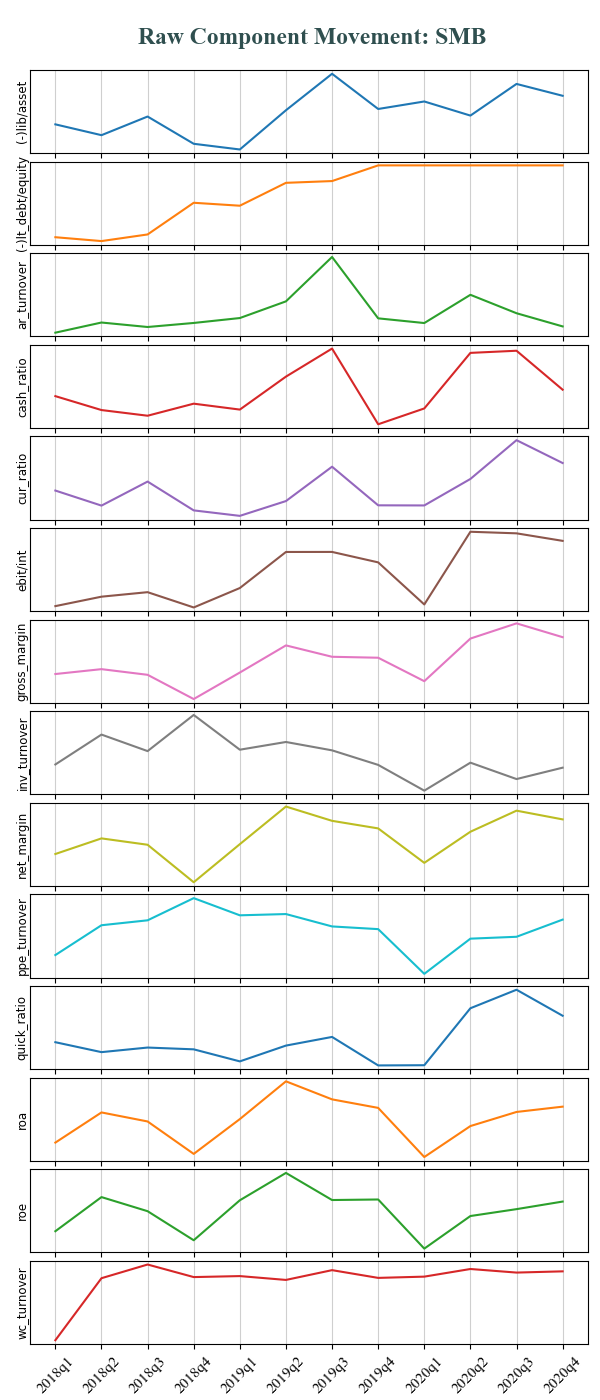 Raw Component Movement: SMB
(-)lib/asset
(-)lt_debt/equity
ar_turnover
cash_ratio
cur_ratio
ebit/int
gross_margin
inv_turnover
net_margin
ppe_turnover
quick_ratio
roa
roe
wc_turnover
2018q1 2018q2 2018q3 2018q4 2019q1 2019q2 2019q3 2019q4 2020q1 2020q2 2020q3 2020q4